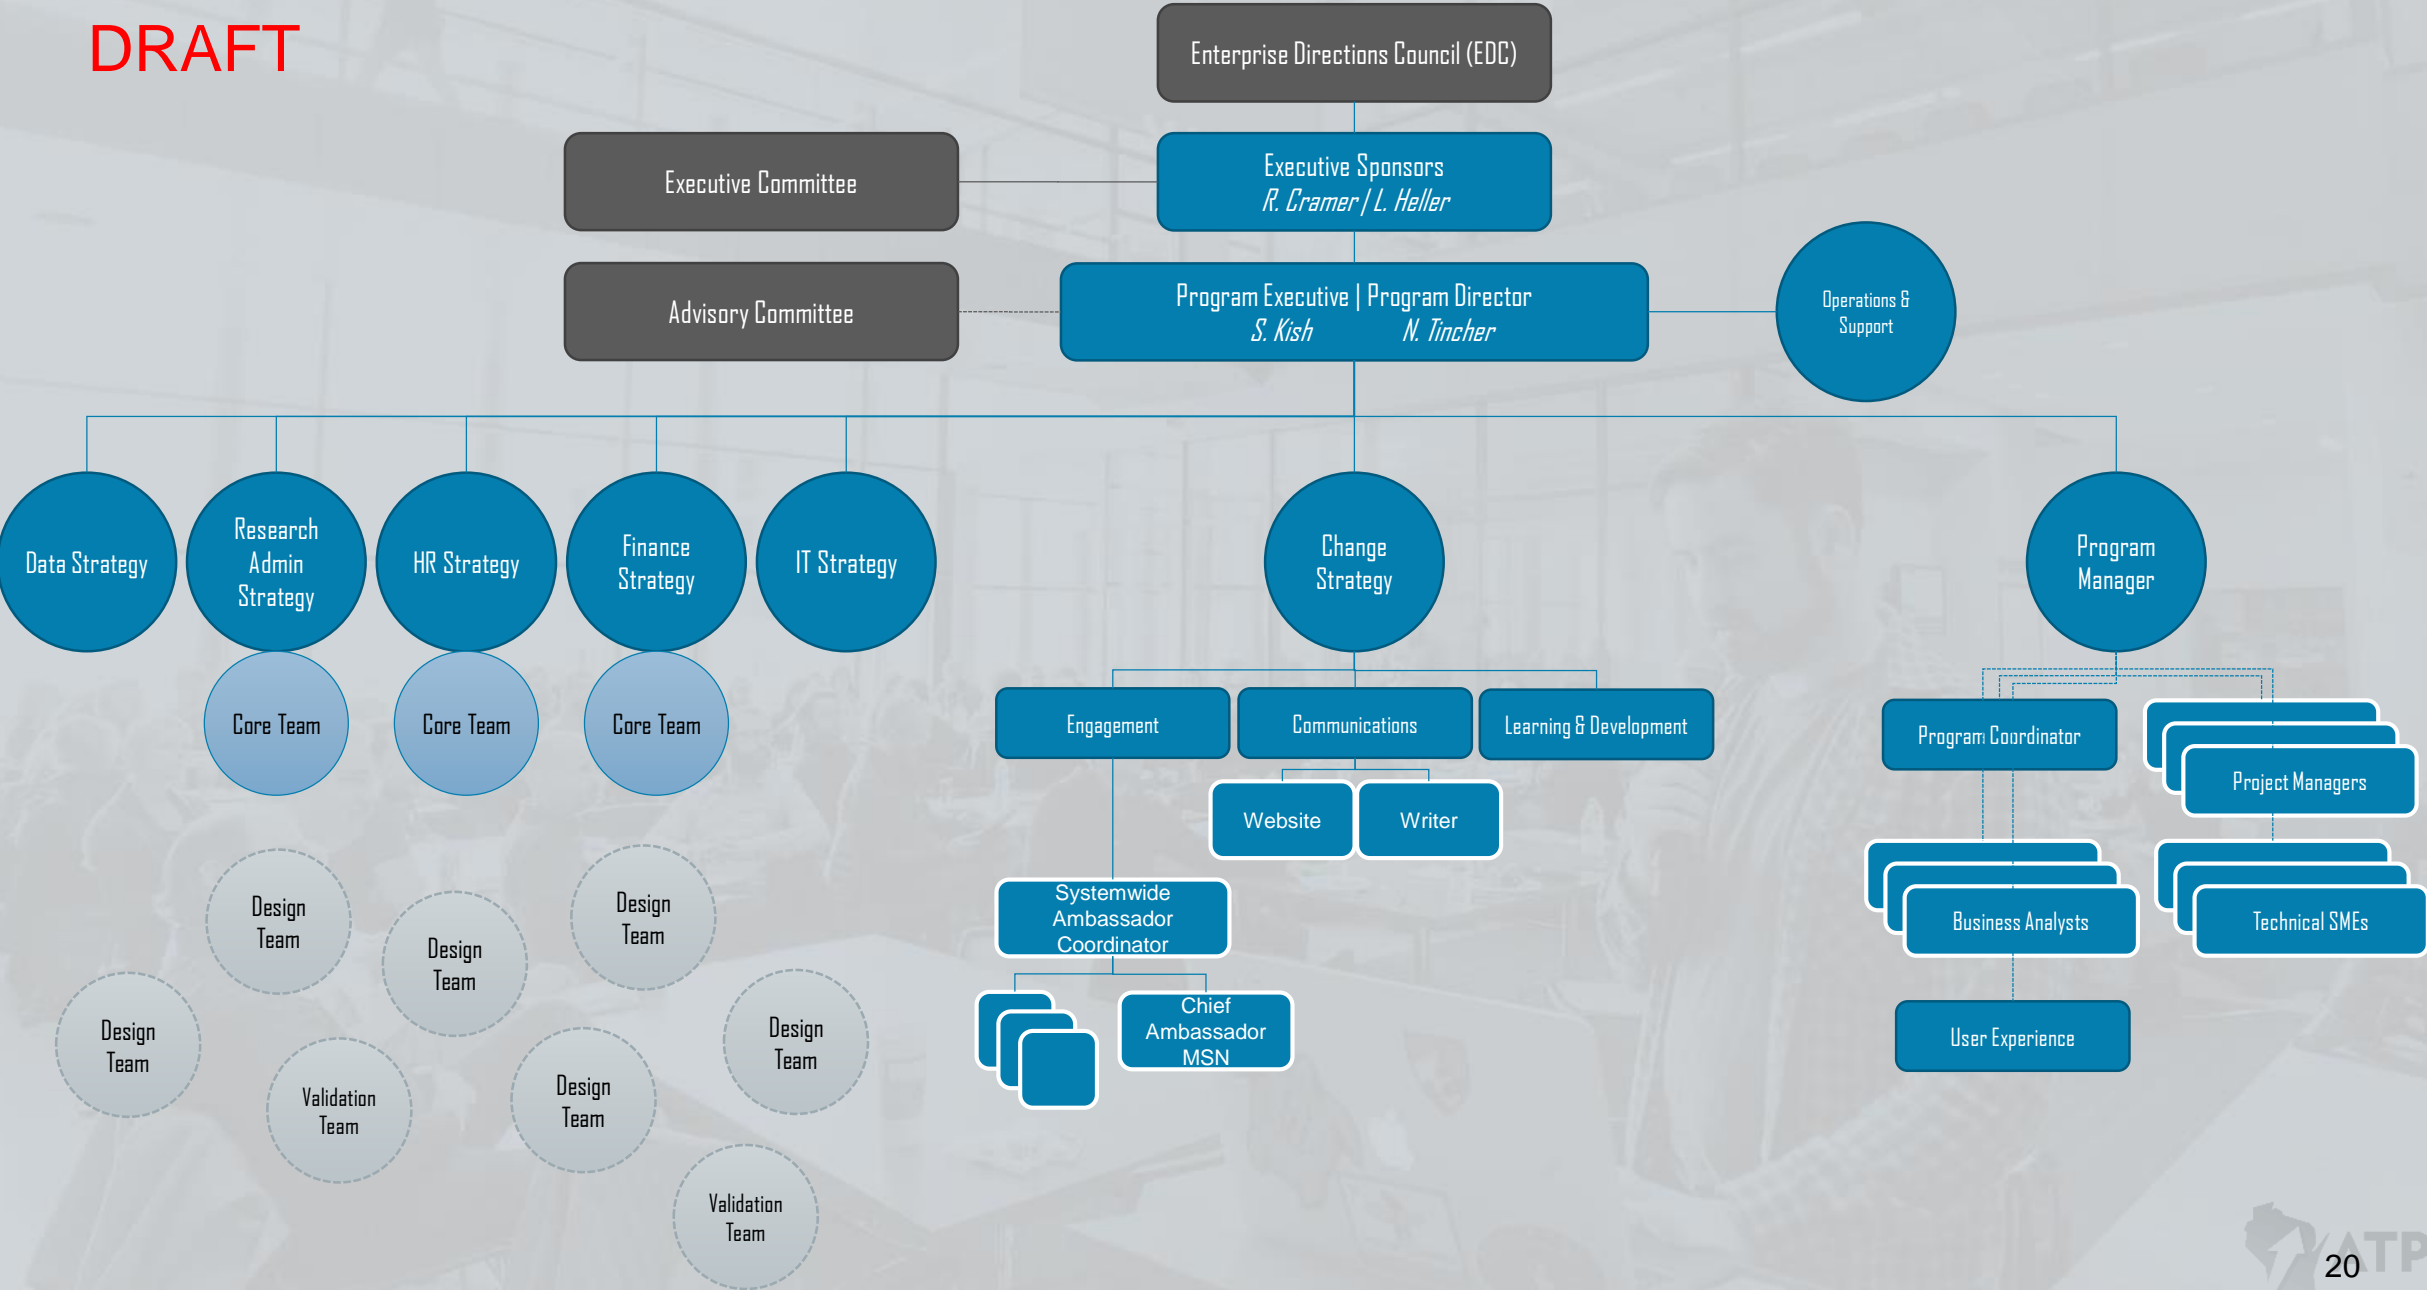 DRAFT
Enterprise Directions Council (EDC)
Executive Committee
Executive Sponsors
R. Cramer | L. Heller
Advisory Committee
Program Executive | Program Director
S. Kish N. Tincher
Operations &
Support
Data Strategy
Research
Admin
Strategy
HR Strategy
Finance
Strategy
IT Strategy
Change
Strategy
Program
Manager
Core Team
Core Team
Core Team
Engagement
Communications
Learning & Development
Program Coordinator
Project Managers
Website
Writer
Design
Team
Design
Team
Design
Team
Design
Team
Design
Team
Validation
Team
Design
Team
Validation
Team
Systemwide
Ambassador
Coordinator
Chief
Ambassador
MSN
Business Analysts
Technical SMEs
User Experience
ATP
20